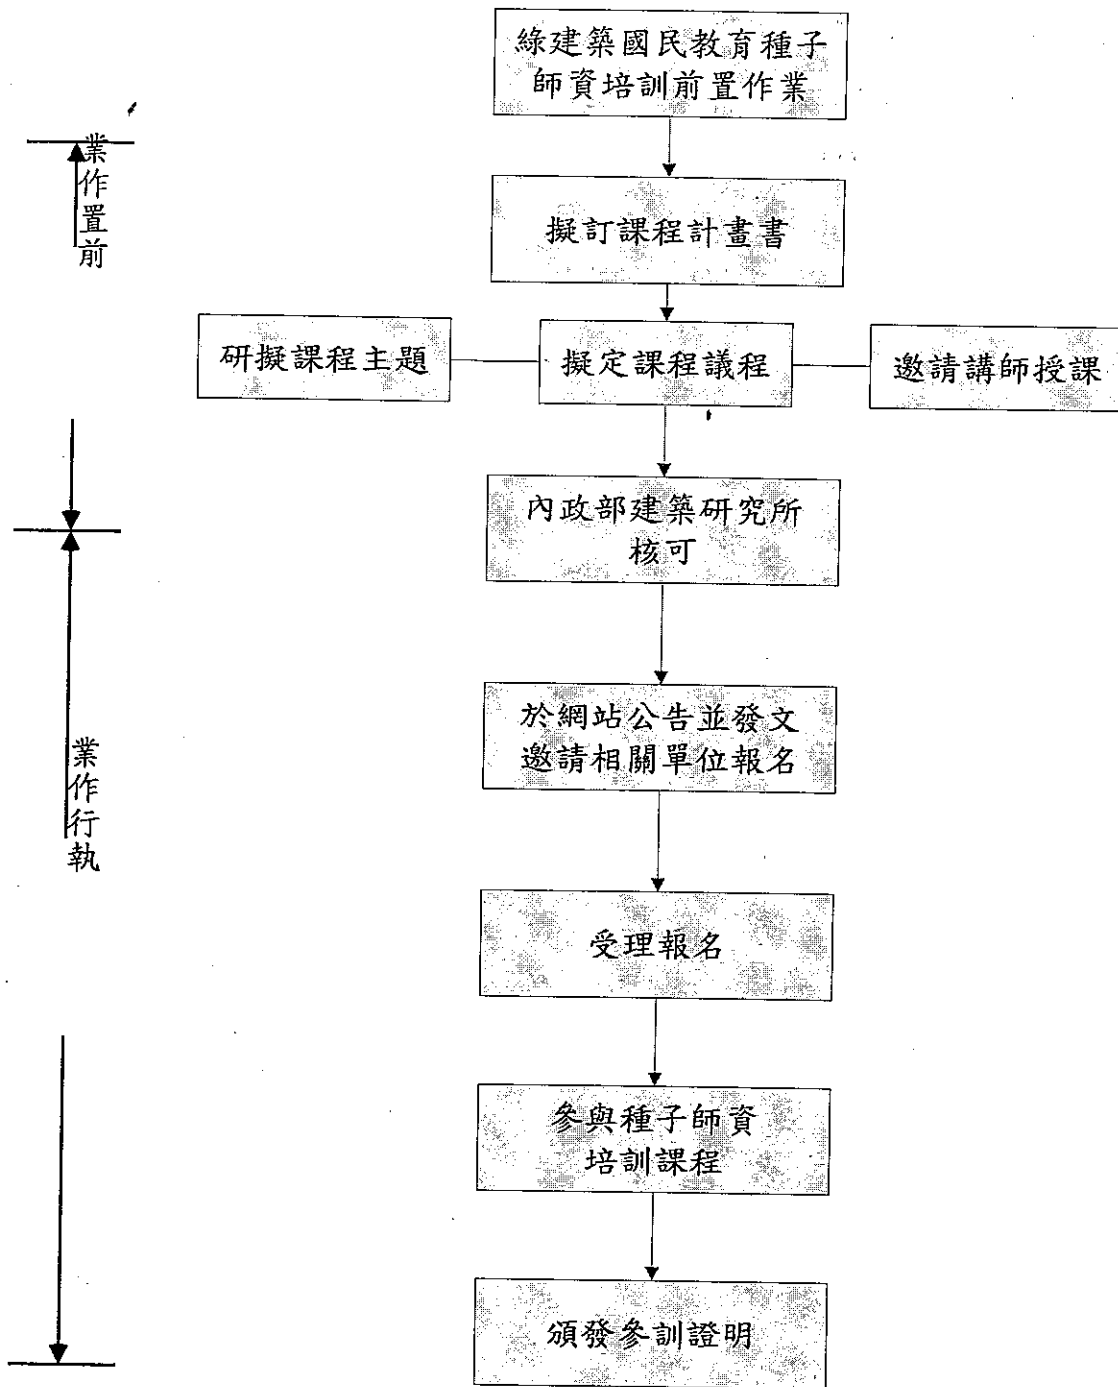 綠建築國民教育種子
師資培訓前置作業
業作置前
擬訂課程計畫書
研擬課程主題
擬定課程議程
邀請講師授課
內政部建築研究所
核可
於網站公告並發文
邀請相關單位報名
業作行執
受理報名
參與種子師資
培訓課程
頒發參訓證明